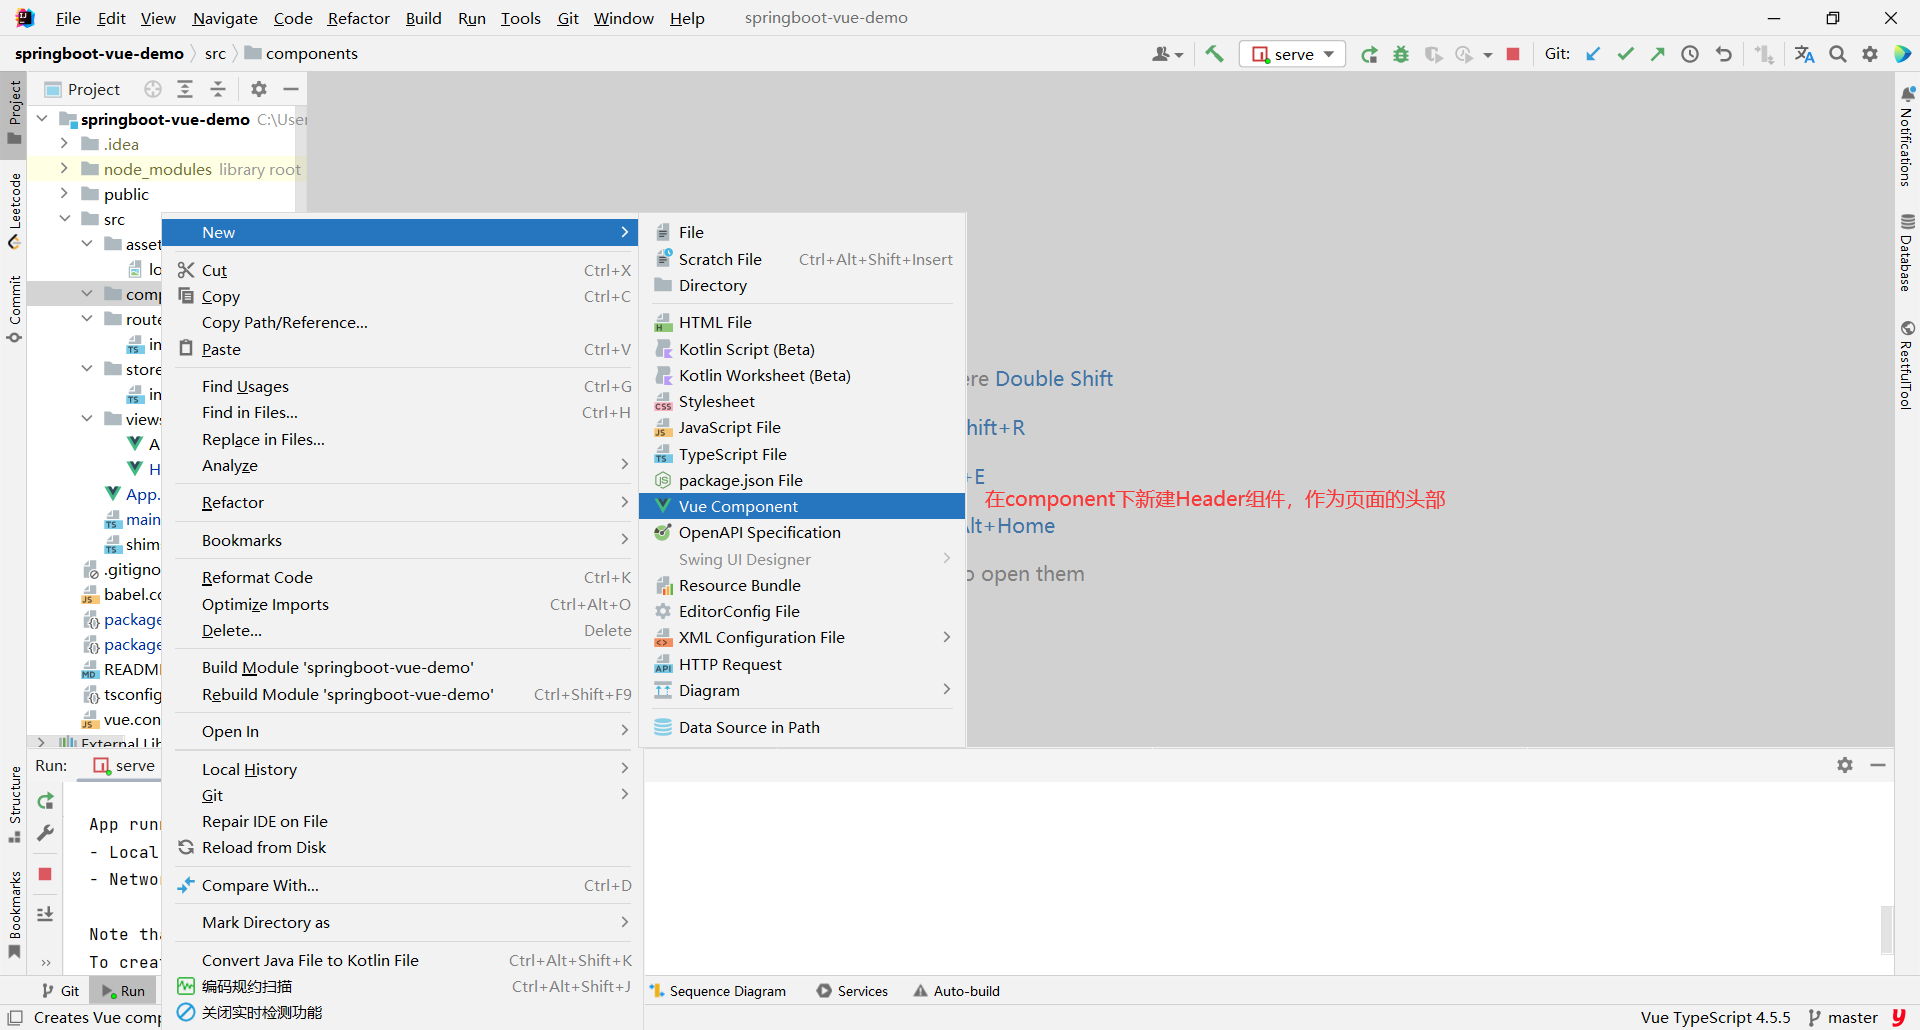 File Edit View Navigate Code Refactor Build Run Tools Git Window Help springboot-vue-demo
springboot-vue-demo src components serve Git:
Project
springboot-vue-demo C:\User
.idea
node_modules library root
public
src
asset
lo
comp
route
in
store
in
views
A
H
App.
main
shim
.gitigno
babel.co
package
package
README
tsconfig
vue.con
External Lib
Project
Leetcode
Commit
Structure
Bookmarks
New
Cut Ctrl+X
Copy Ctrl+C
Copy Path/Reference...
Paste Ctrl+V
Find Usages Ctrl+G
Find in Files... Ctrl+H
Replace in Files...
Analyze
Refactor
Bookmarks
Reformat Code Ctrl+K
Optimize Imports Ctrl+Alt+O
Delete... Delete
Build Module 'springboot-vue-demo'
Rebuild Module 'springboot-vue-demo' Ctrl+Shift+F9
Open In
Local History
Git
Repair IDE on File
Reload from Disk
Compare With... Ctrl+D
Mark Directory as
Convert Java File to Kotlin File Ctrl+Alt+Shift+K
编码规约扫描 Ctrl+Alt+Shift+J
关闭实时检测功能
File
Scratch File Ctrl+Alt+Shift+Insert
Directory
HTML File
Kotlin Script (Beta)
Kotlin Worksheet (Beta)
Stylesheet
JavaScript File
TypeScript File
package.json File
Vue Component
OpenAPI Specification
Swing UI Designer
Resource Bundle
EditorConfig File
XML Configuration File
HTTP Request
Diagram
Data Source in Path
ere Double Shift
hift+R
+E
在component下新建Header组件，作为页面的头部
Alt+Home
o open them
Notifications
Database
RestfulTool
Run: serve
App runn
- Local
- Networ
Note tha
To creat
Git Run Sequence Diagram Services Auto-build
Creates Vue comp Vue TypeScript 4.5.5 master